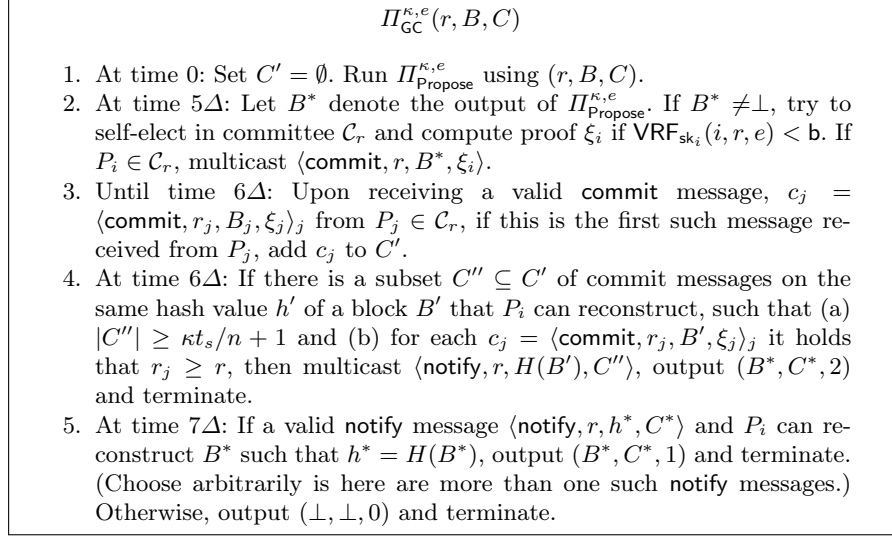 Π^{κ,e}_{GC}(r, B, C)
1. At time 0: Set C′ = ∅. Run Π^{κ,e}_{Propose} using (r, B, C).
2. At time 5Δ: Let B* denote the output of Π^{κ,e}_{Propose}. If B* ≠⊥, try to
self-elect in committee 𝒞_r and compute proof ξ_i if VRF_{sk_i}(i, r, e) < b. If
P_i ∈ 𝒞_r, multicast ⟨commit, r, B*, ξ_i⟩.
3. Until time 6Δ: Upon receiving a valid commit message, c_j =
⟨commit, r_j, B_j, ξ_j⟩_j from P_j ∈ 𝒞_r, if this is the first such message re-
ceived from P_j, add c_j to C′.
4. At time 6Δ: If there is a subset C″ ⊆ C′ of commit messages on the
same hash value h′ of a block B′ that P_i can reconstruct, such that (a)
|C″| ≥ κt_s/n + 1 and (b) for each c_j = ⟨commit, r_j, B′, ξ_j⟩_j it holds
that r_j ≥ r, then multicast ⟨notify, r, H(B′), C″⟩, output (B*, C*, 2)
and terminate.
5. At time 7Δ: If a valid notify message ⟨notify, r, h*, C*⟩ and P_i can re-
construct B* such that h* = H(B*), output (B*, C*, 1) and terminate.
(Choose arbitrarily is here are more than one such notify messages.)
Otherwise, output (⊥, ⊥, 0) and terminate.